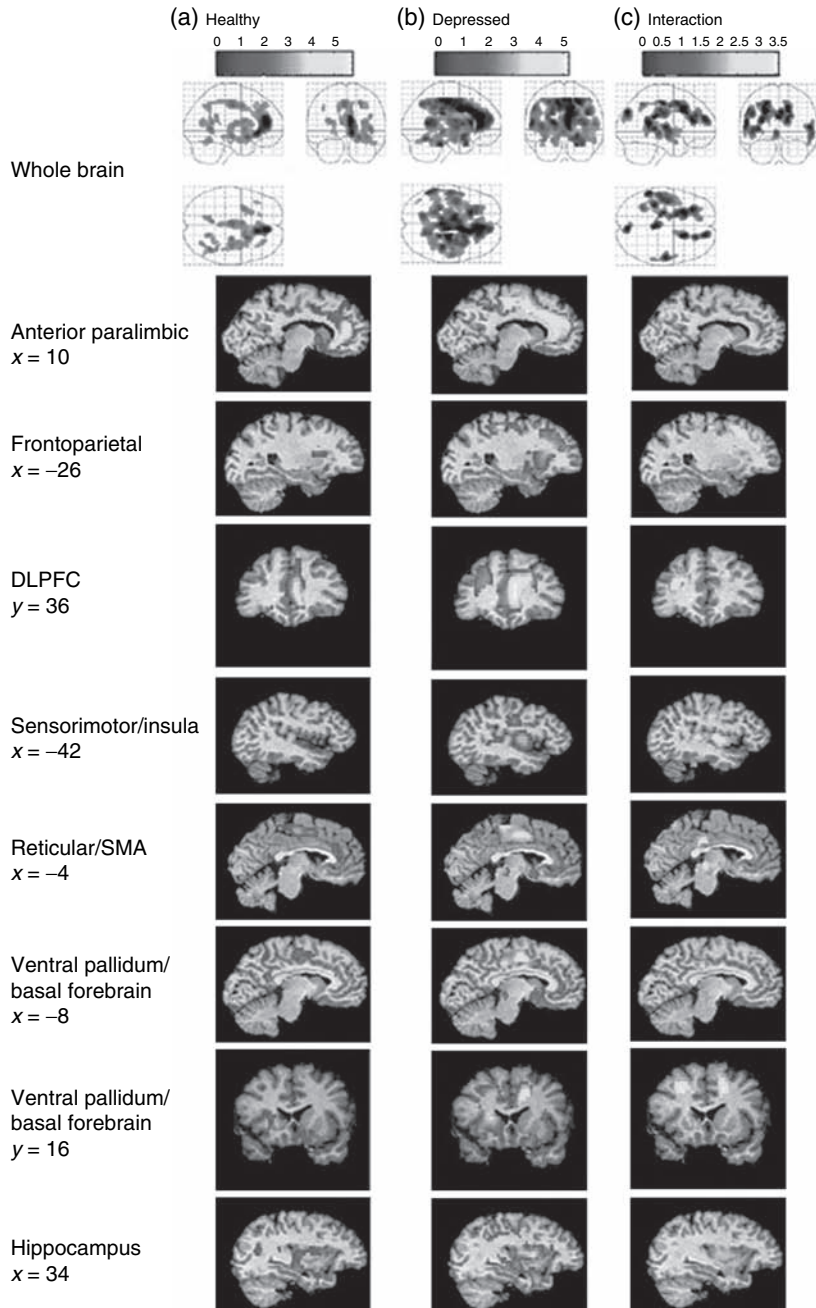 (a) Healthy
(b) Depressed
(c) Interaction
0 1 2 3 4 5
0 1 2 3 4 5
0 0.5 1 1.5 2 2.5 3 3.5
Whole brain
Anterior paralimbic
x = 10
Frontoparietal
x = −26
DLPFC
y = 36
Sensorimotor/insula
x = −42
Reticular/SMA
x = −4
Ventral pallidum/
basal forebrain
x = −8
Ventral pallidum/
basal forebrain
y = 16
Hippocampus
x = 34